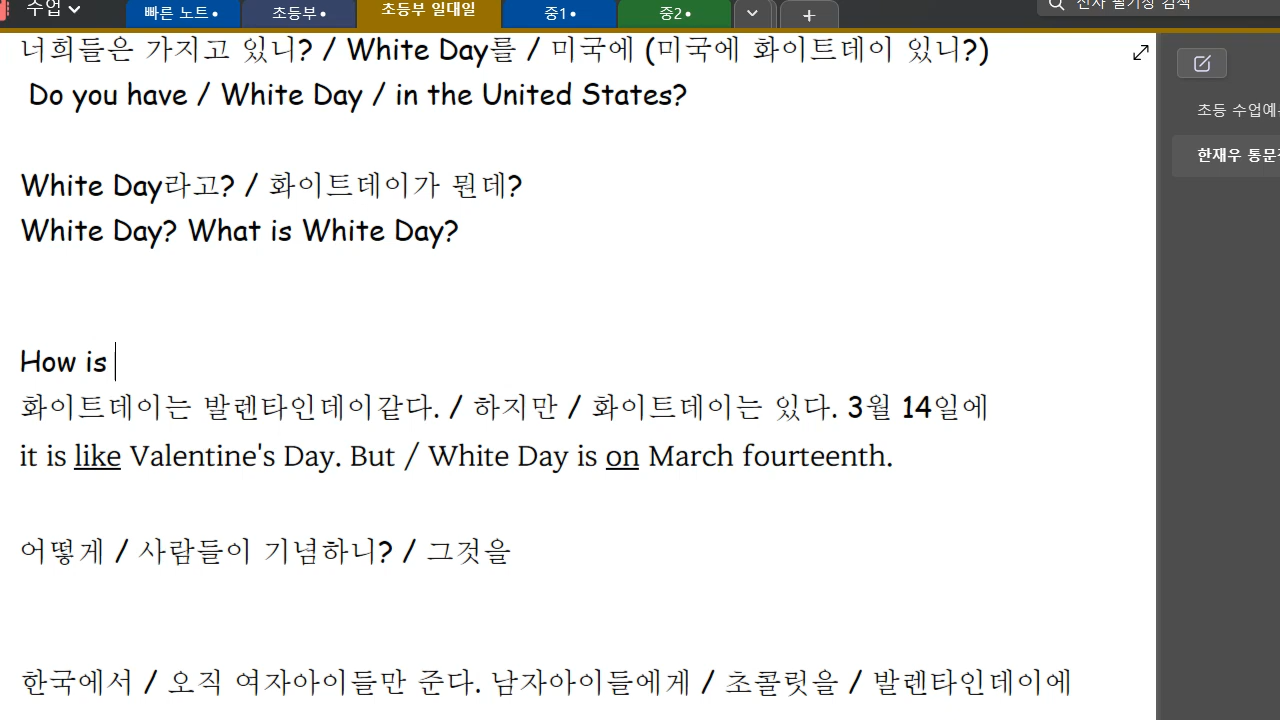 수업
빠른 노트
초등부
초등부 일대일
중1
중2
전자 필기장 검색
너희들은 가지고 있니? / White Day를 / 미국에 (미국에 화이트데이 있니?)
Do you have / White Day / in the United States?
초등 수업예
한재우 통문
White Day라고? / 화이트데이가 뭔데?
White Day? What is White Day?
How is
화이트데이는 발렌타인데이같다. / 하지만 / 화이트데이는 있다. 3월 14일에
it is like Valentine's Day. But / White Day is on March fourteenth.
어떻게 / 사람들이 기념하니? / 그것을
한국에서 / 오직 여자아이들만 준다. 남자아이들에게 / 초콜릿을 / 발렌타인데이에